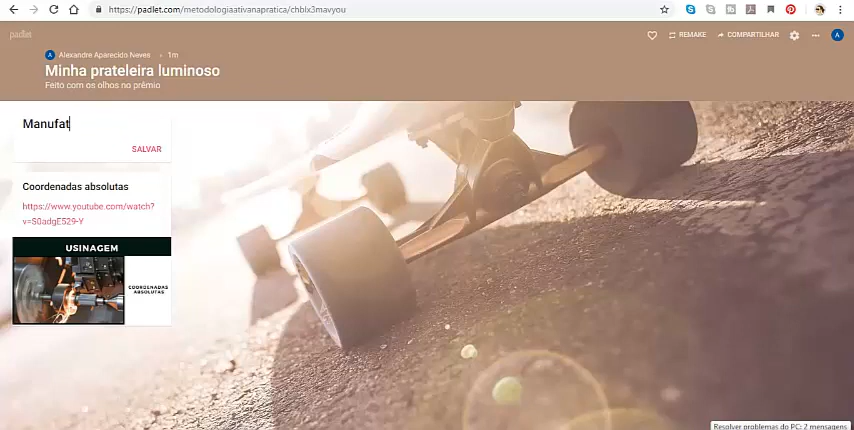 https://padlet.com/metodologiaativanapratica/chblx3mavyou
padlet
Alexandre Aparecido Neves • 1m
REMAKE
COMPARTILHAR
A
Minha prateleira luminoso
Feito com os olhos no prêmio
Manufat
SALVAR
Coordenadas absolutas
https://www.youtube.com/watch?
v=S0adgE529-Y
USINAGEM
COORDENADAS
ABSOLUTAS
Resolver problemas do PC: 2 mensagens